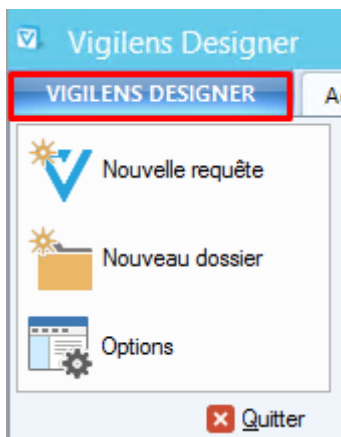 Vigilens Designer
VIGILENS DESIGNER
Nouvelle requête
Nouveau dossier
Options
Quitter